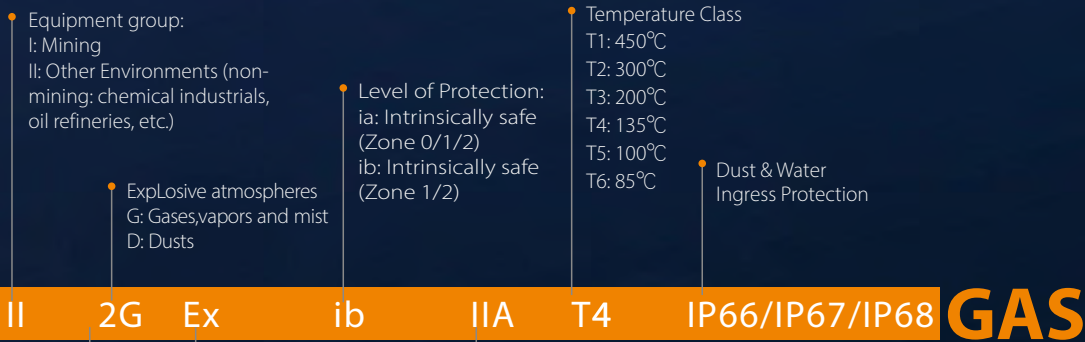 Equipment group:
I: Mining
II: Other Environments (non-
mining: chemical industrials,
oil refineries, etc.)
ExpLosive atmospheres
G: Gases,vapors and mist
D: Dusts
Level of Protection:
ia: Intrinsically safe
(Zone 0/1/2)
ib: Intrinsically safe
(Zone 1/2)
Temperature Class
T1: 450°C
T2: 300°C
T3: 200°C
T4: 135°C
T5: 100°C
T6: 85°C
Dust & Water
Ingress Protection
II 2G Ex ib IIA T4 IP66/IP67/IP68 GAS